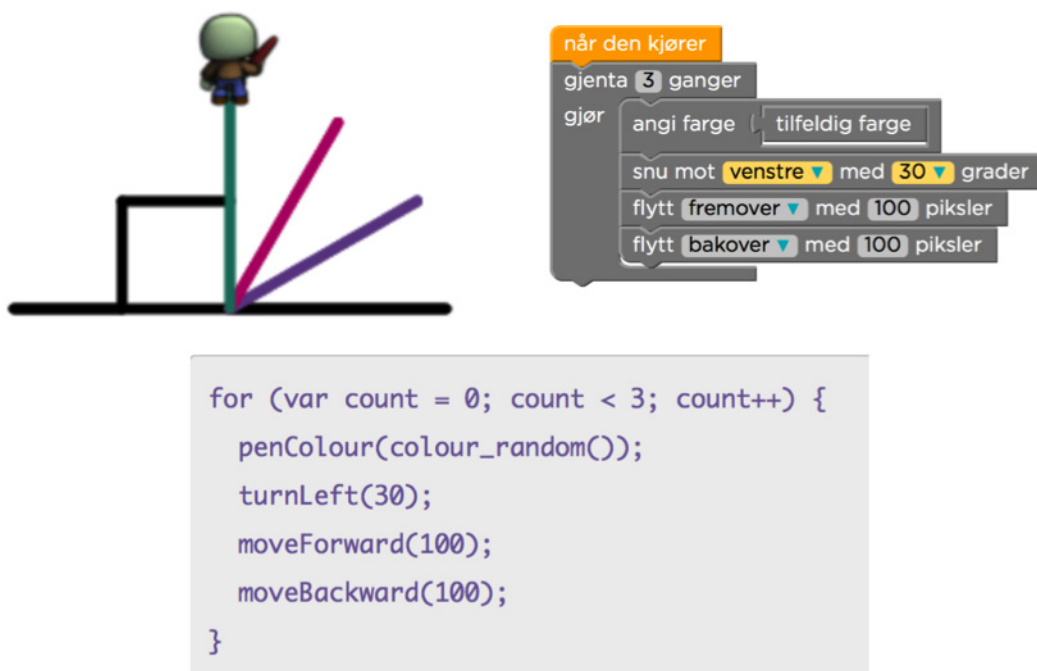 når den kjører
gjenta 3 ganger
gjør
angi farge tilfeldig farge
snu mot venstre ▼ med 30 ▼ grader
flytt fremover ▼ med 100 piksler
flytt bakover ▼ med 100 piksler
for (var count = 0; count < 3; count++) {
penColour(colour_random());
turnLeft(30);
moveForward(100);
moveBackward(100);
}